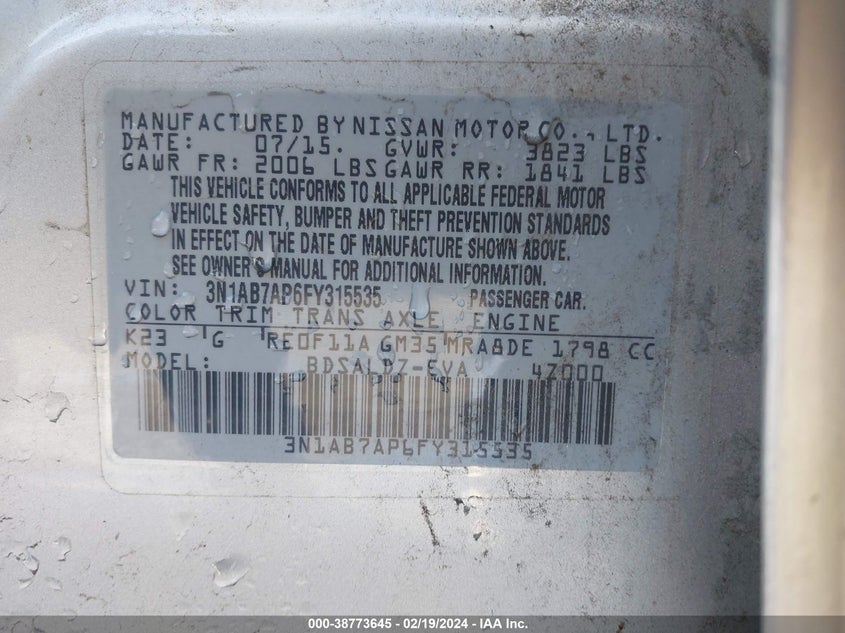 MANUFACTURED BY NISSAN MOTOR CO., LTD.
DATE: 07/15. GVWR: 3823 LBS
GAWR FR: 2006 LBS GAWR RR: 1841 LBS
THIS VEHICLE CONFORMS TO ALL APPLICABLE FEDERAL MOTOR
VEHICLE SAFETY, BUMPER AND THEFT PREVENTION STANDARDS
IN EFFECT ON THE DATE OF MANUFACTURE SHOWN ABOVE.
SEE OWNER'S MANUAL FOR ADDITIONAL INFORMATION.
VIN: 3N1AB7AP6FY315535 PASSENGER CAR.
COLOR TRIM TRANS AXLE ENGINE
K23 G RE0F11A GM35 MRA8DE 1798 CC
MODEL: BDSALDZ-EVA 4Z000
3N1AB7AP6FY315535
000-38773645 - 02/19/2024 - IAA Inc.